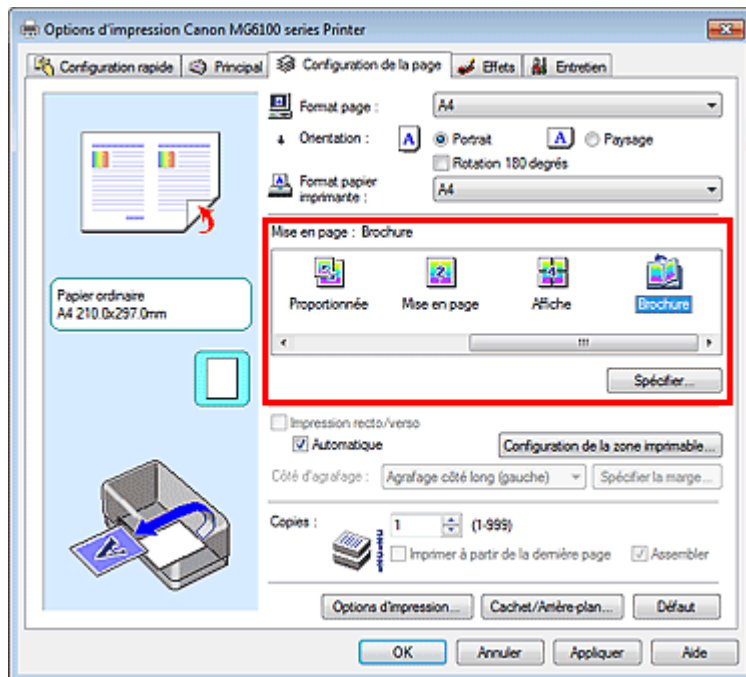 Options d'impression Canon MG6100 series Printer
Configuration rapide Principal Configuration de la page Effets Entretien
Format page : A4
Orientation : A Portrait A Paysage
Rotation 180 degrés
Format papier
imprimante : A4
Mise en page : Brochure
Proportionnée Mise en page Affiche Brochure
Papier ordinaire
A4 210.0x297.0mm
Spécifier...
Impression recto/verso
Automatique Configuration de la zone imprimable...
Côté d'agrafage : Agrafage côté long (gauche) Spécifier la marge...
Copies : 1 (1-999)
Imprimer à partir de la dernière page Assembler
Options d'impression... Cachet/Arrière-plan... Défaut
OK Annuler Appliquer Aide